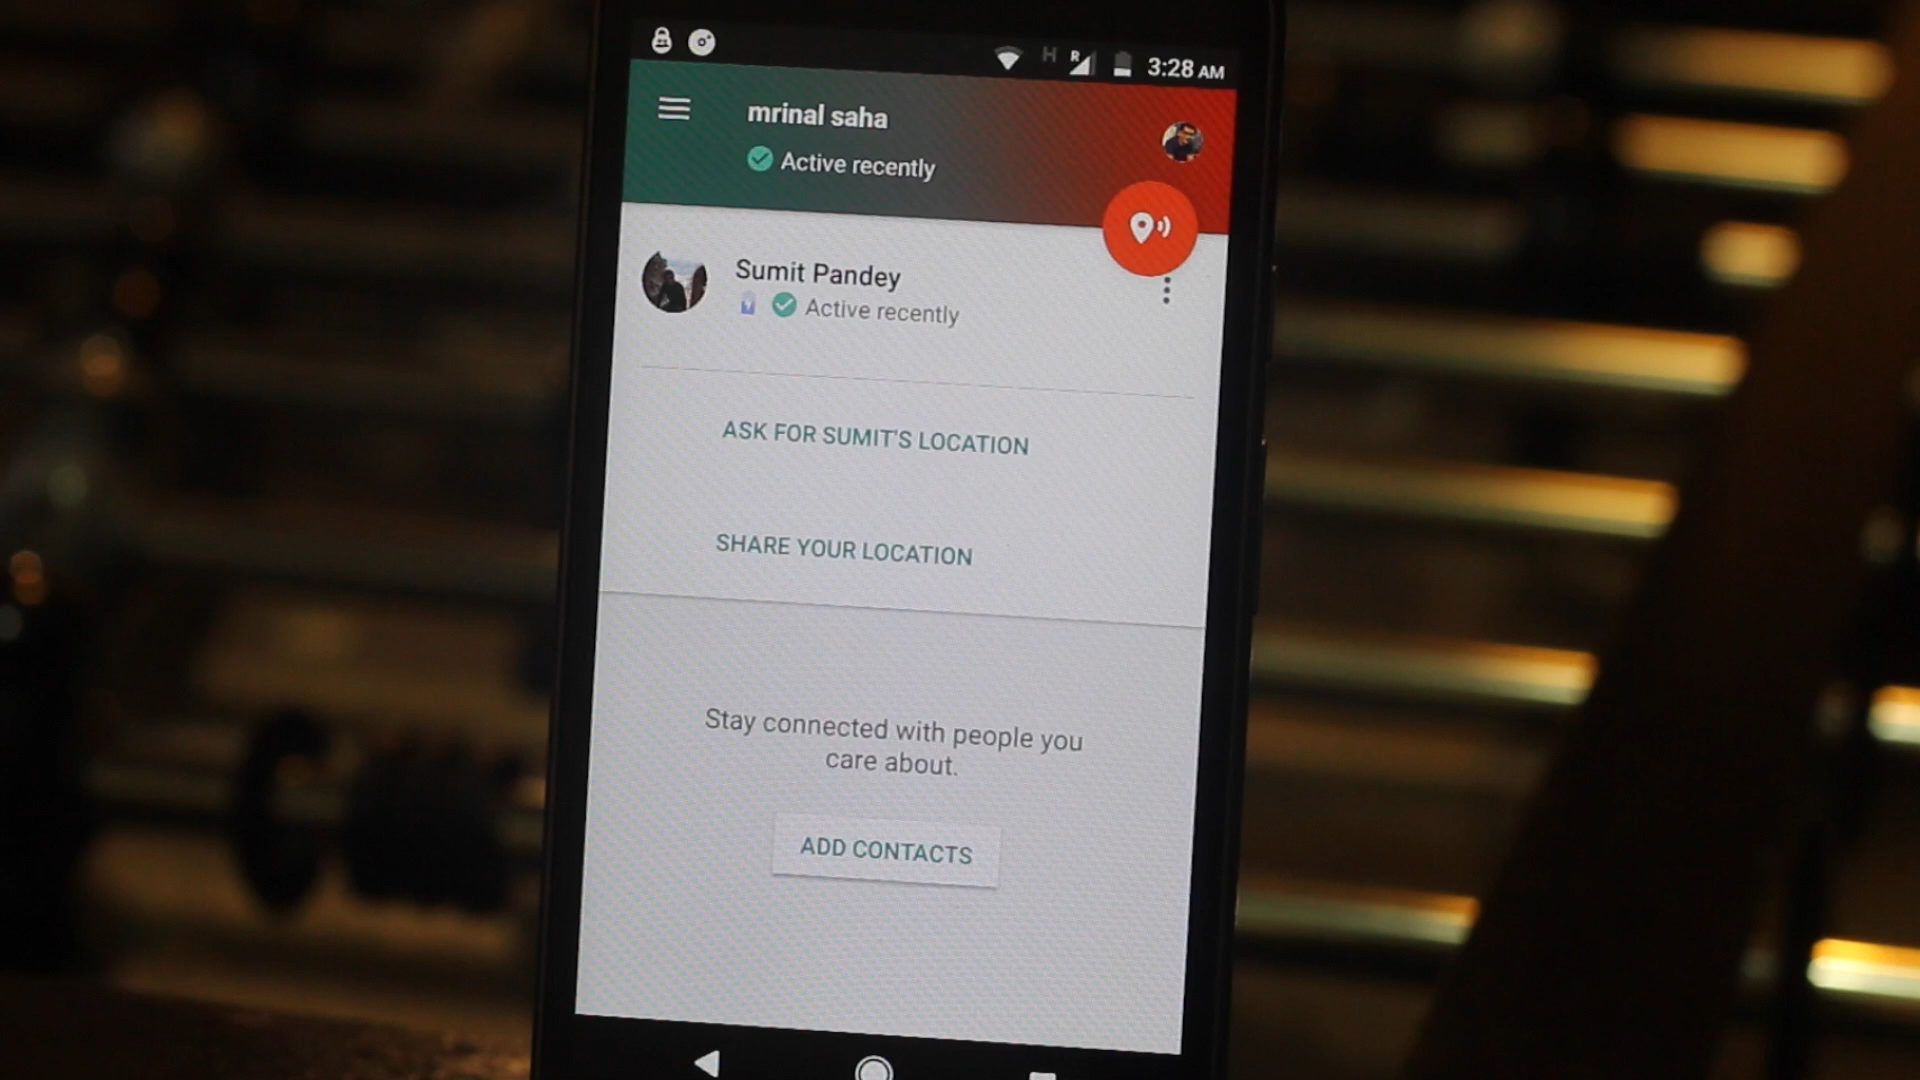 H R 3:28 AM
mrinal saha
Active recently
Sumit Pandey
Active recently
ASK FOR SUMIT'S LOCATION
SHARE YOUR LOCATION
Stay connected with people you
care about.
ADD CONTACTS